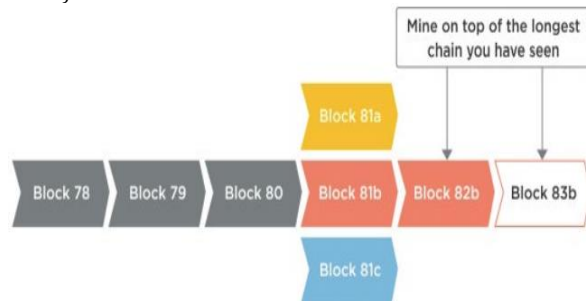 Mine on top of the longest
chain you have seen
Block 81a
Block 78
Block 79
Block 80
Block 81b
Block 82b
Block 83b
Block 81c